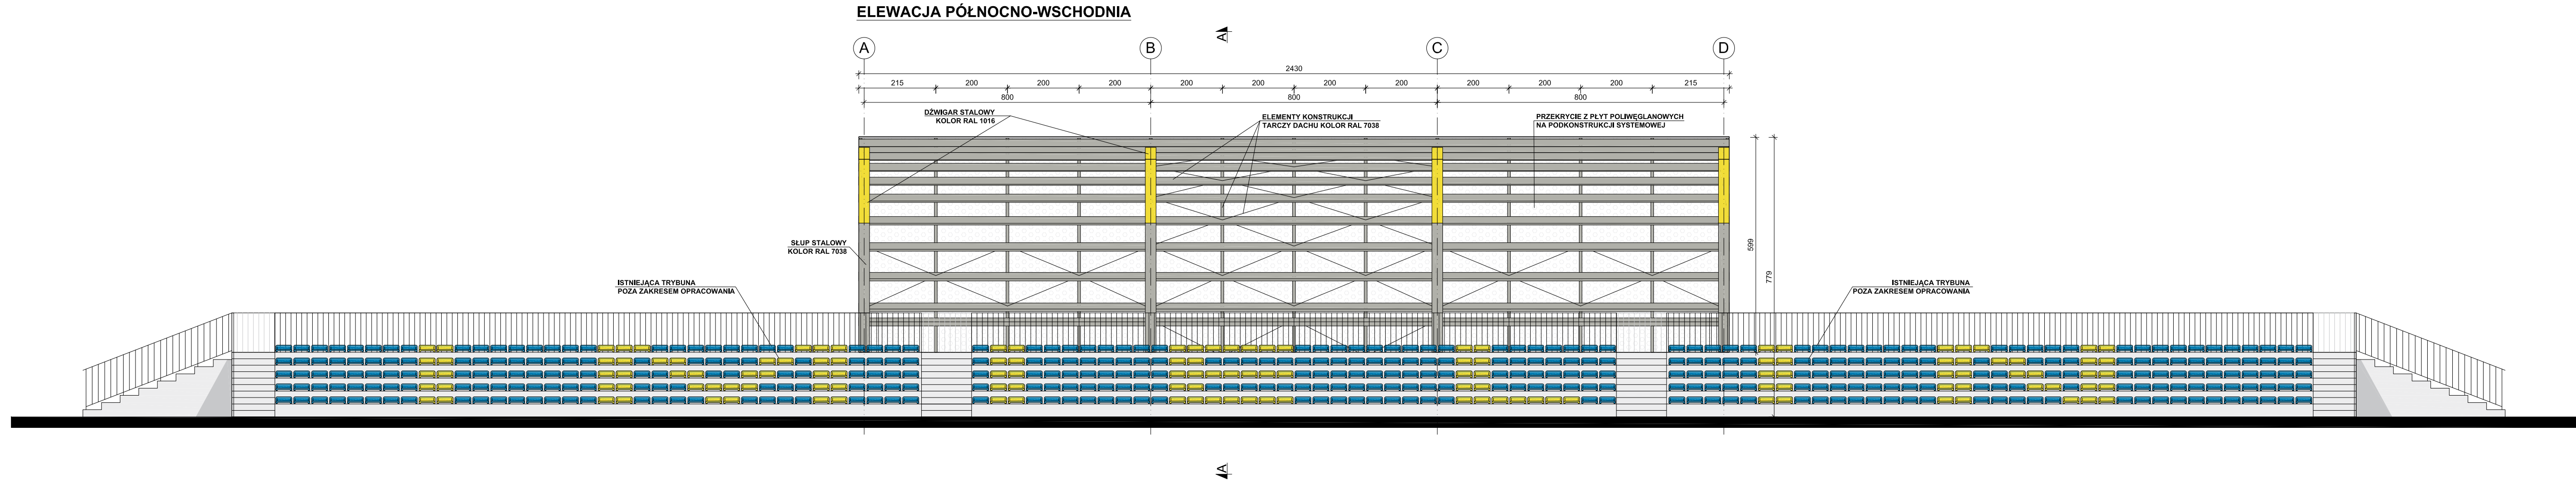 ELEWACJA PÓŁNOCNO-WSCHODNIA
A
A B C D
2430
215 200 200 200 200 200 200 200 200 200 200 215
800 800 800
DŹWIGAR STALOWY
KOLOR RAL 1016
ELEMENTY KONSTRUKCJI
TARCZY DACHU KOLOR RAL 7038
PRZEKRYCIE Z PŁYT POLIWĘGLANOWYCH
NA PODKONSTRUKCJI SYSTEMOWEJ
SŁUP STALOWY
KOLOR RAL 7038
599
779
ISTNIEJĄCA TRYBUNA
POZA ZAKRESEM OPRACOWANIA
ISTNIEJĄCA TRYBUNA
POZA ZAKRESEM OPRACOWANIA
A